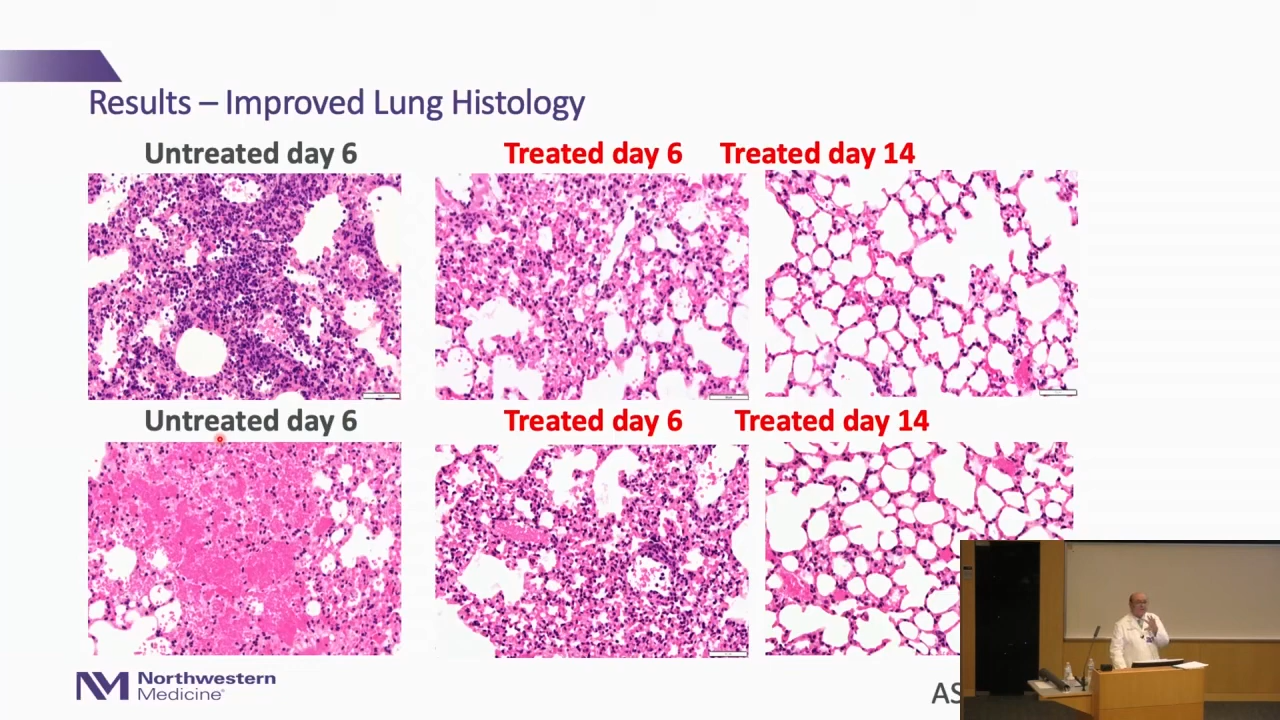 Results – Improved Lung Histology
Untreated day 6
Treated day 6
Treated day 14
Untreated day 6
Treated day 6
Treated day 14
Northwestern
Medicine®
AS